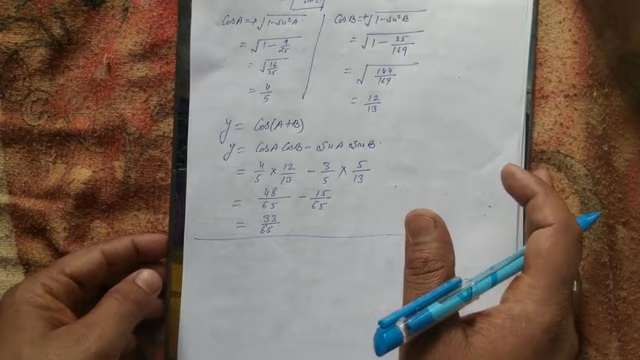 CosA = +√1-sin²A
= √1 - 9/25
= √16/25
= 4/5
CosB = +√1-sin²B
= √1 - 25/169
= √144/169
= 12/13
y = Cos(A+B)
y = CosA CosB - sinA sinB
= 4/5 × 12/13 - 3/5 × 5/13
= 48/65 - 15/65
= 33/65